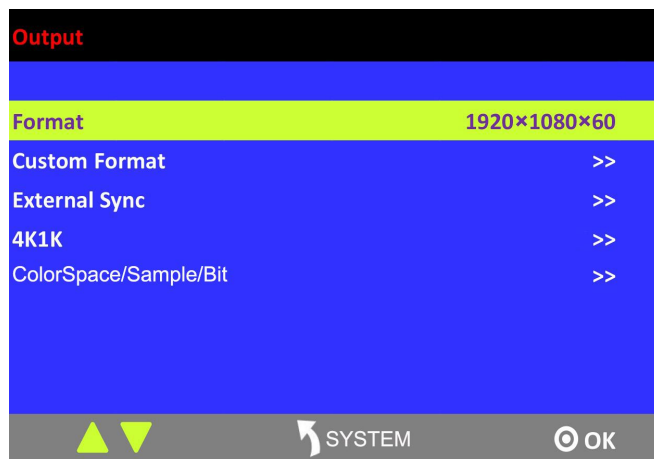 Output
Format 1920×1080×60
Custom Format >>
External Sync >>
4K1K >>
ColorSpace/Sample/Bit >>
SYSTEM OK